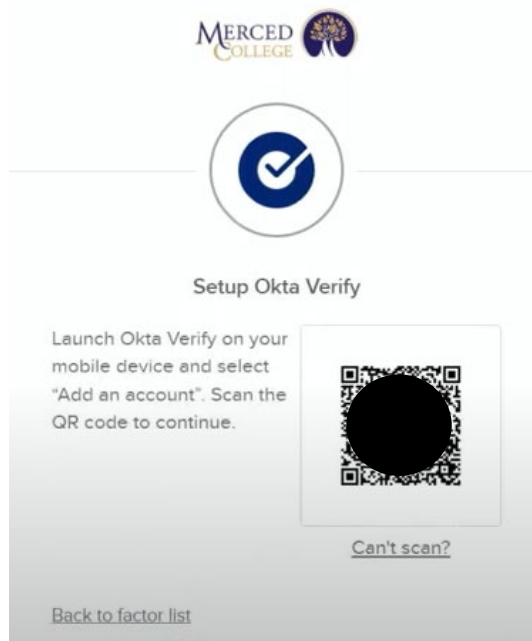 MERCED
COLLEGE
Setup Okta Verify
Launch Okta Verify on your
mobile device and select
“Add an account”. Scan the
QR code to continue.
Can't scan?
Back to factor list